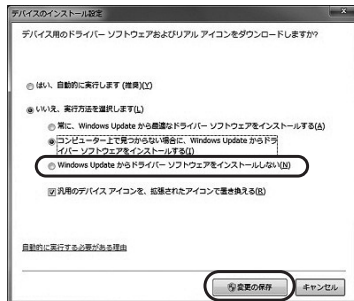 デバイスのインストール設定
デバイス用のドライバー ソフトウェアおよびリアル アイコンをダウンロードしますか?
はい、自動的に実行します (推奨)(Y)
いいえ、実行方法を選択します(L)
常に、Windows Update から最適なドライバー ソフトウェアをインストールする(A)
コンピューター上で見つからない場合に、Windows Update からドラ
イバー ソフトウェアをインストールする(I)
Windows Update からドライバー ソフトウェアをインストールしない(N)
汎用のデバイス アイコンを、拡張されたアイコンで置き換える(R)
自動的に実行する必要がある理由
変更の保存
キャンセル